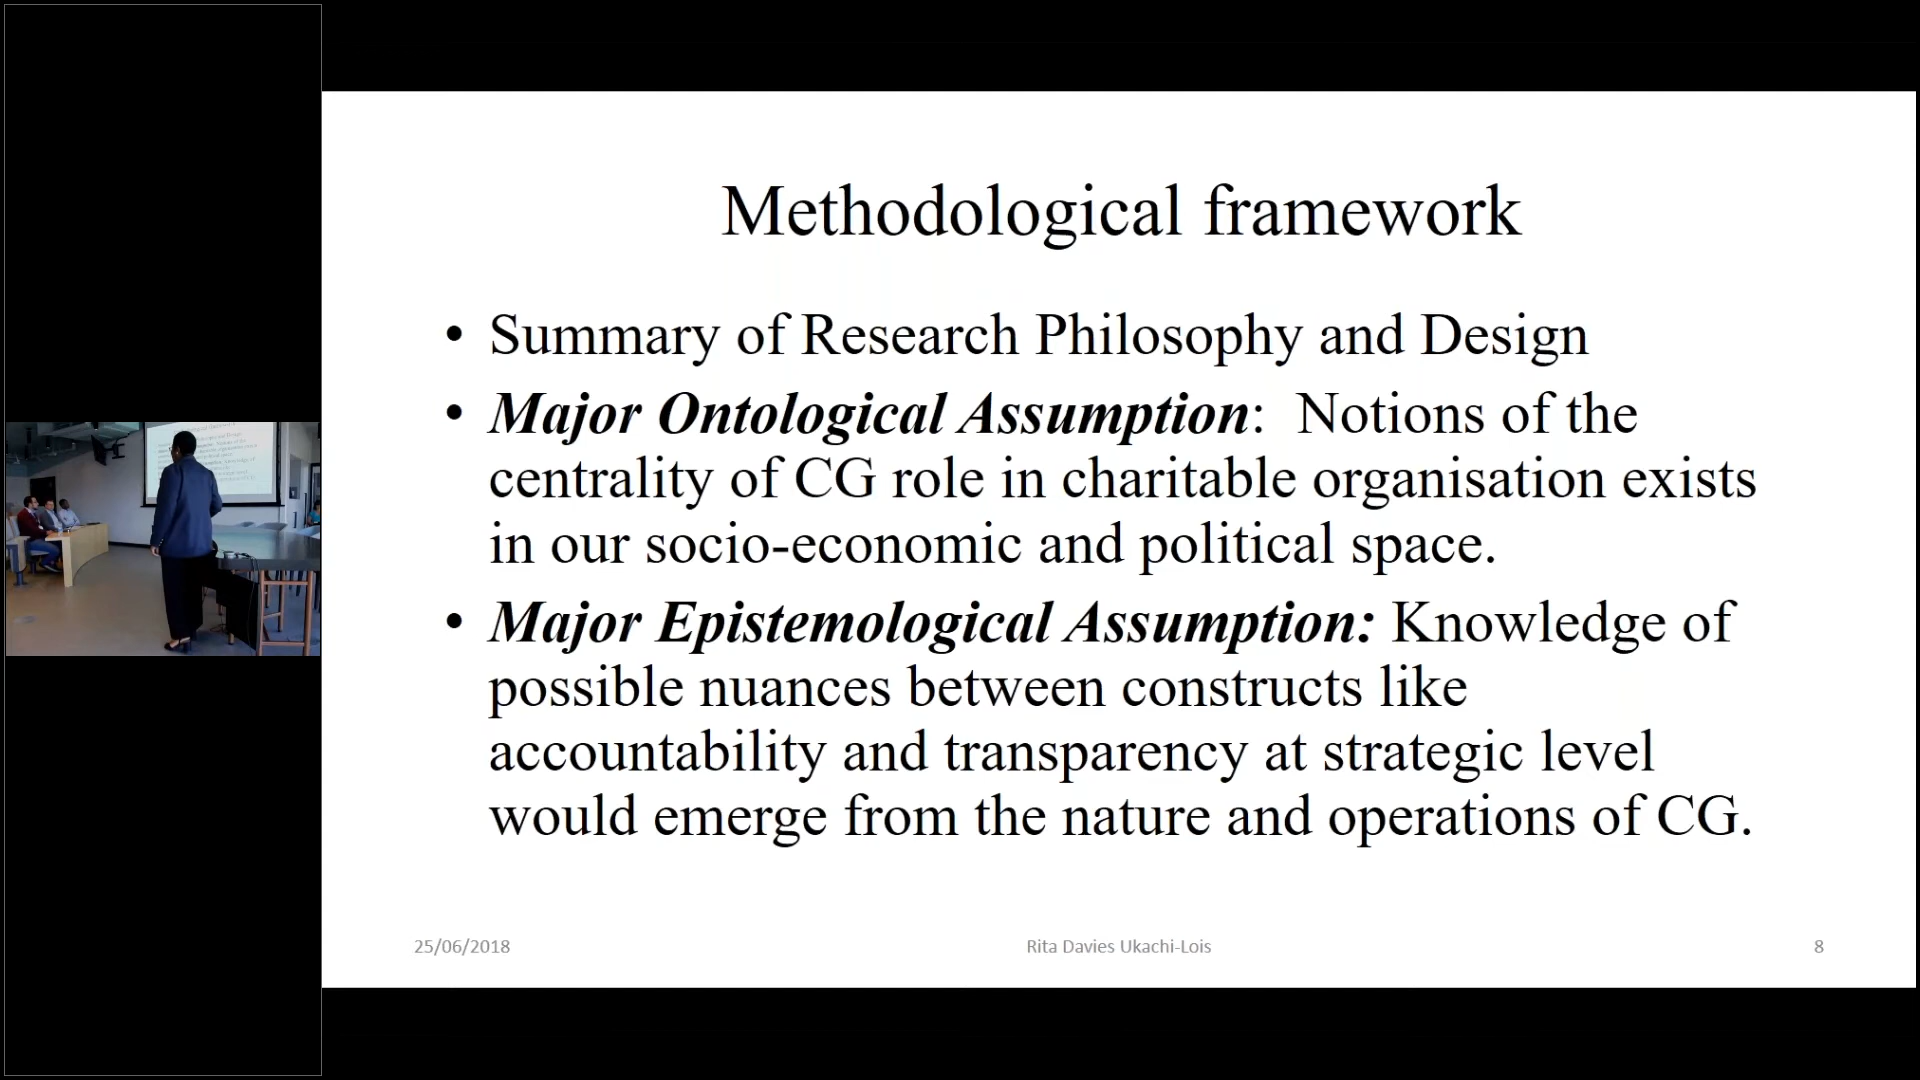 Methodological framework
• Summary of Research Philosophy and Design
• Major Ontological Assumption:  Notions of the
centrality of CG role in charitable organisation exists
in our socio-economic and political space.
• Major Epistemological Assumption: Knowledge of
possible nuances between constructs like
accountability and transparency at strategic level
would emerge from the nature and operations of CG.
25/06/2018
Rita Davies Ukachi-Lois
8